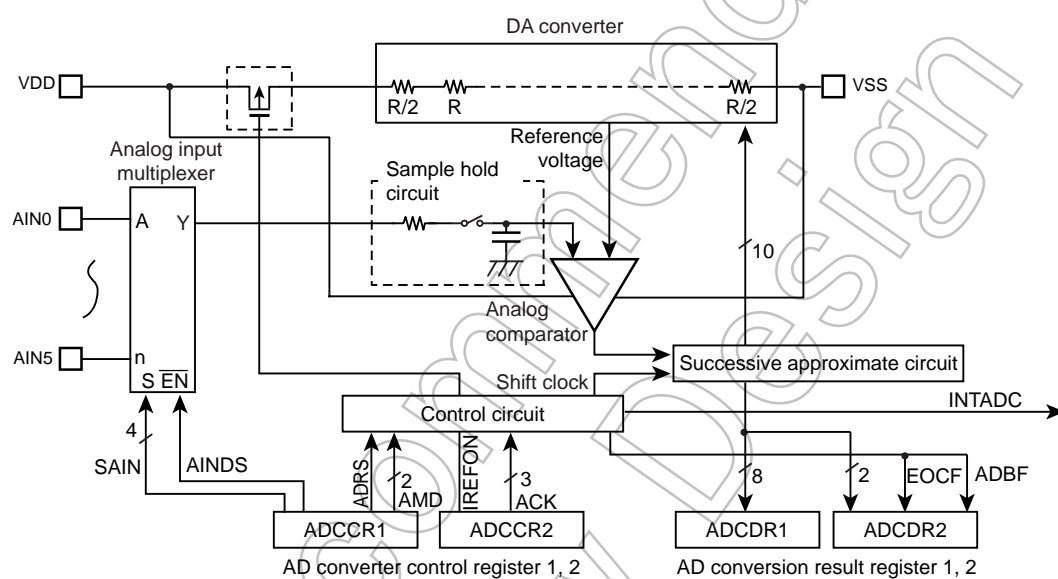 DA converter
VDD
VSS
R/2
R
R/2
Analog input
multiplexer
Reference
voltage
Sample hold
circuit
AIN0
A
Y
10
Analog
comparator
AIN5
n
S EN
Shift clock
Successive approximate circuit
Control circuit
INTADC
4
SAIN
AINDS
ADRS
2
AMD
IREFON
3
ACK
8
2
EOCF
ADBF
ADCCR1
ADCCR2
ADCDR1
ADCDR2
AD converter control register 1, 2
AD conversion result register 1, 2
commen
Design